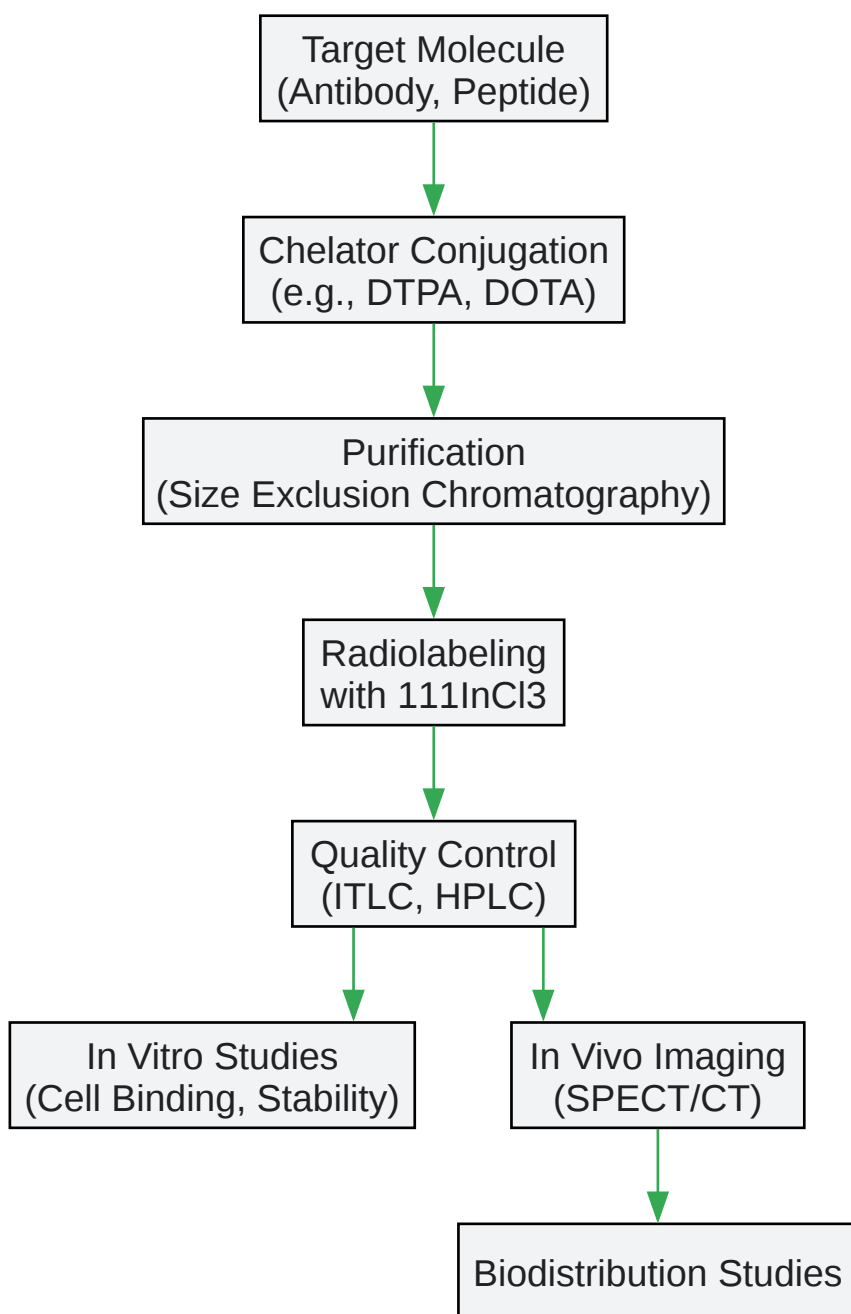 Target Molecule
(Antibody, Peptide)
Chelator Conjugation
(e.g., DTPA, DOTA)
Purification
(Size Exclusion Chromatography)
Radiolabeling
with 111InCl3
Quality Control
(ITLC, HPLC)
In Vitro Studies
(Cell Binding, Stability)
In Vivo Imaging
(SPECT/CT)
Biodistribution Studies